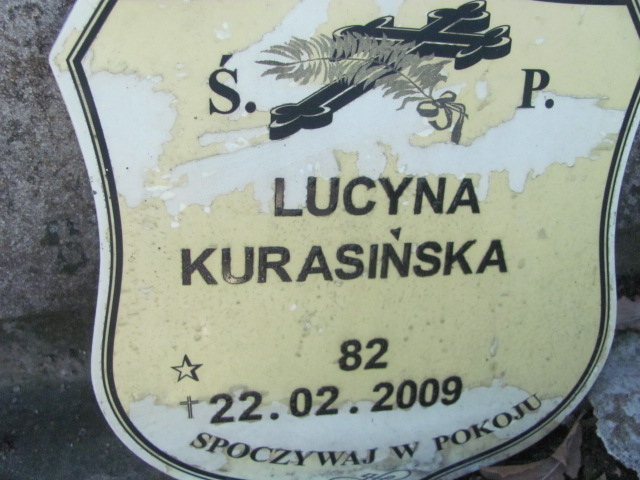 Ś. P.
LUCYNA
KURASIŃSKA
82
22.02.2009
SPOCZYWAJ W POKOJU